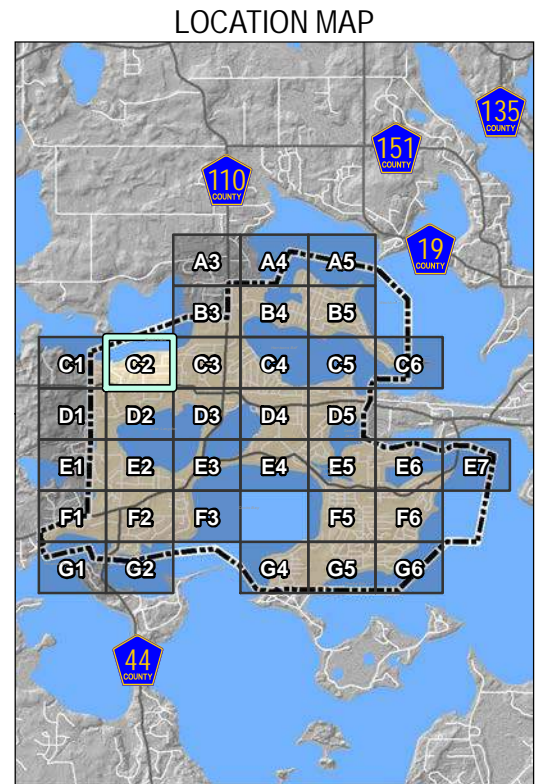 LOCATION MAP
135
COUNTY
151
COUNTY
110
COUNTY
19
COUNTY
A3 A4 A5
B3 B4 B5
C1 C2 C3 C4 C5 C6
D1 D2 D3 D4 D5
E1 E2 E3 E4 E5 E6 E7
F1 F2 F3 F5 F6
G1 G2 G4 G5 G6
44
COUNTY